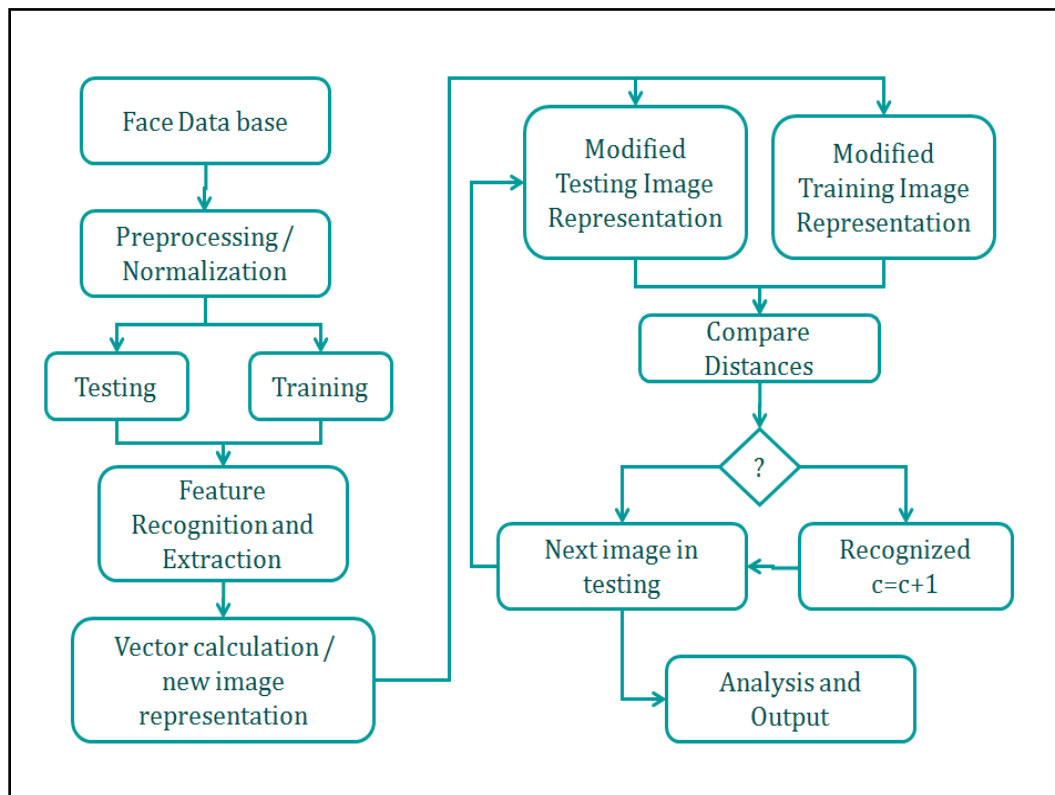 Face Data base
Preprocessing /
Normalization
Testing
Training
Feature
Recognition and
Extraction
Vector calculation /
new image
representation
Modified
Testing Image
Representation
Modified
Training Image
Representation
Compare
Distances
?
Next image in
testing
Recognized
c=c+1
Analysis and
Output